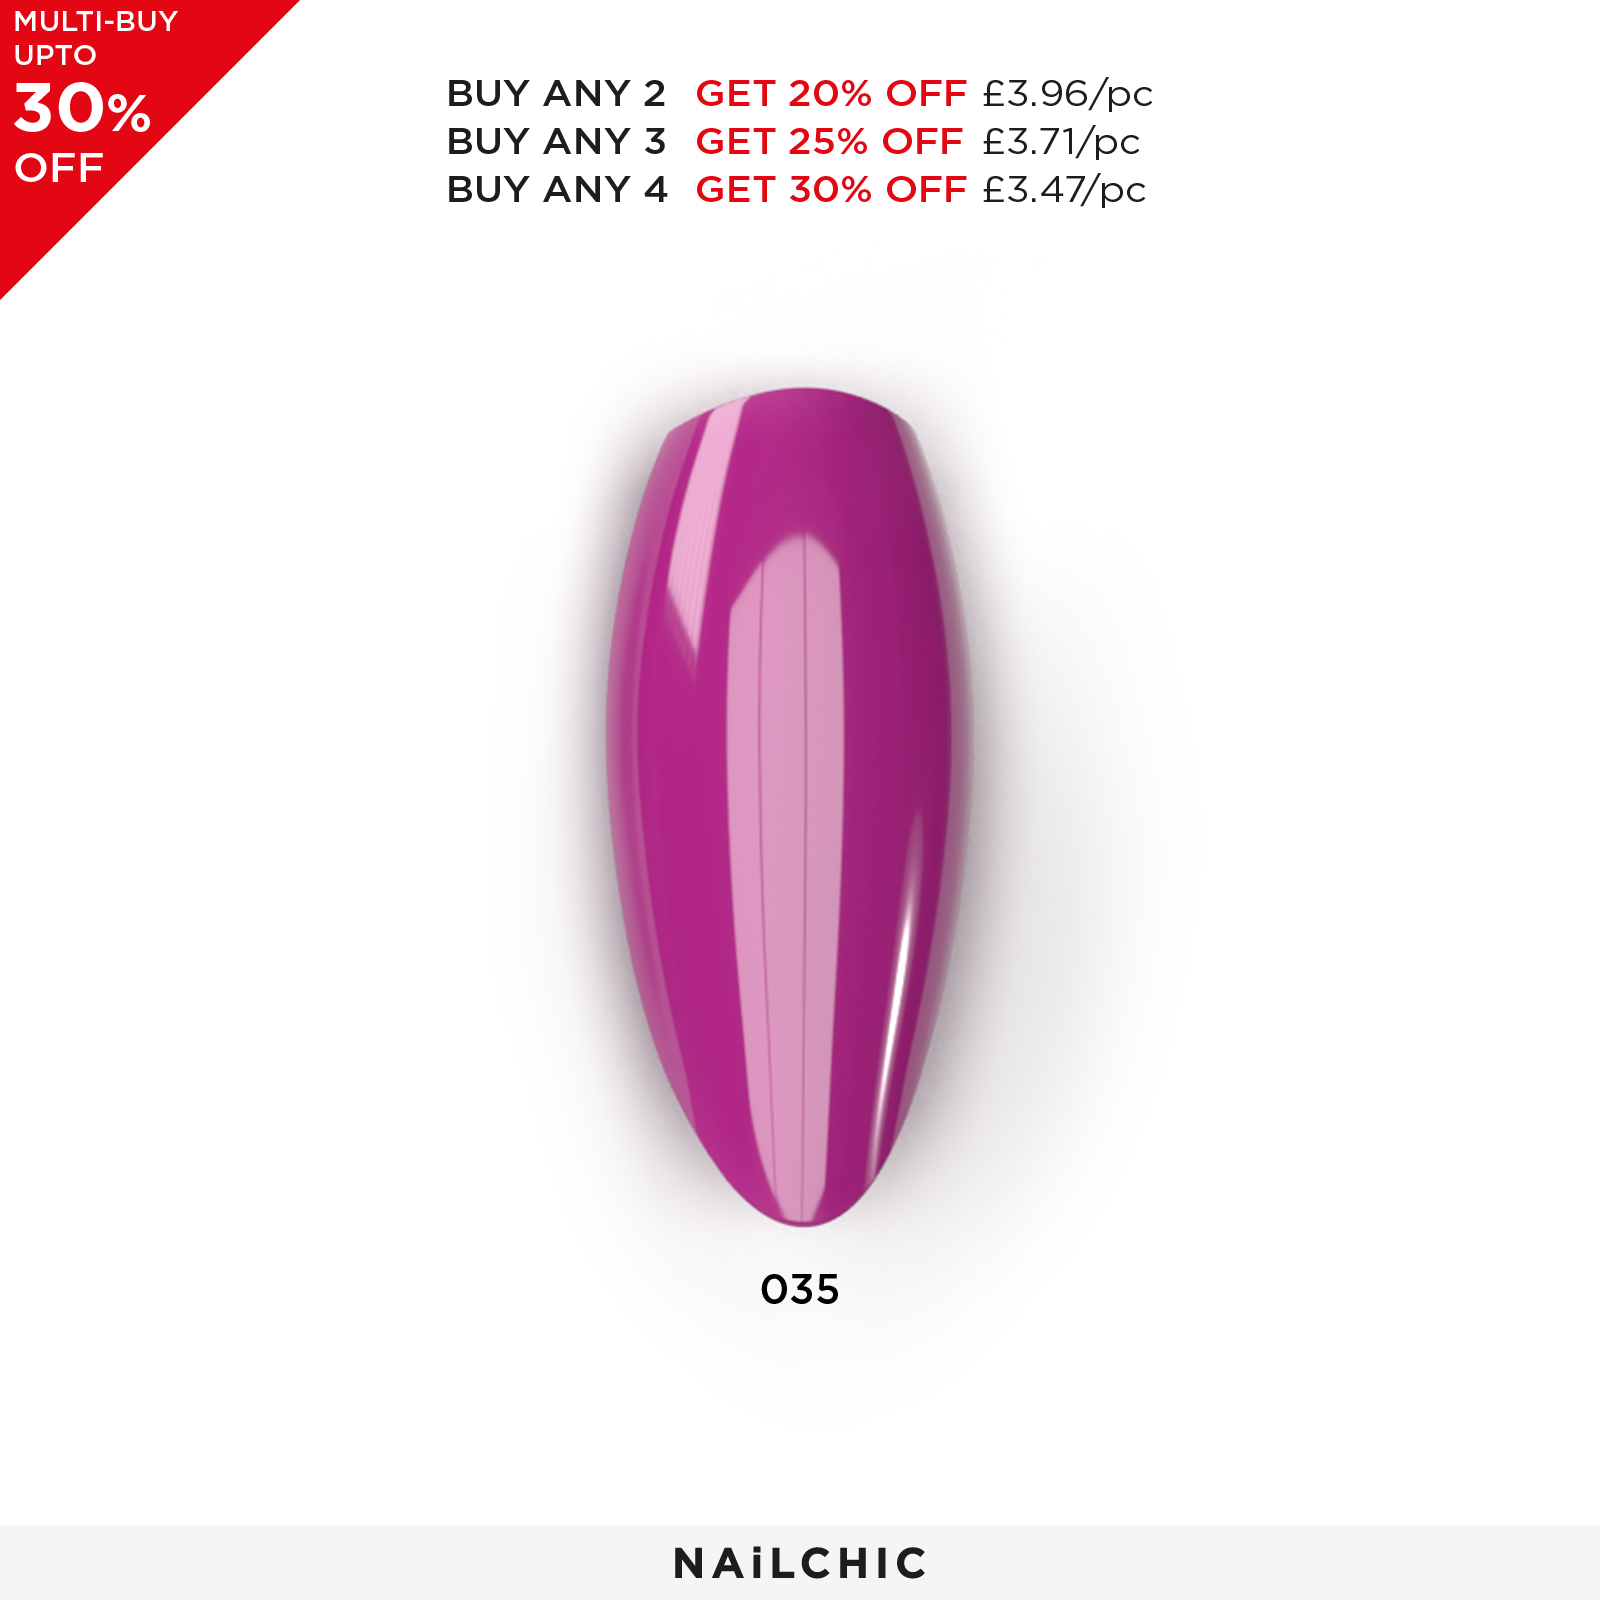 MULTI-BUY
UPTO
30%
OFF
BUY ANY 2 GET 20% OFF £3.96/pc
BUY ANY 3 GET 25% OFF £3.71/pc
BUY ANY 4 GET 30% OFF £3.47/pc
035
NAiLCHIC